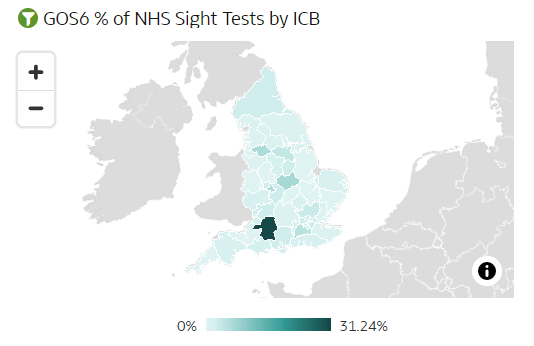 GOS6 % of NHS Sight Tests by ICB
+
−
i
0%
31.24%